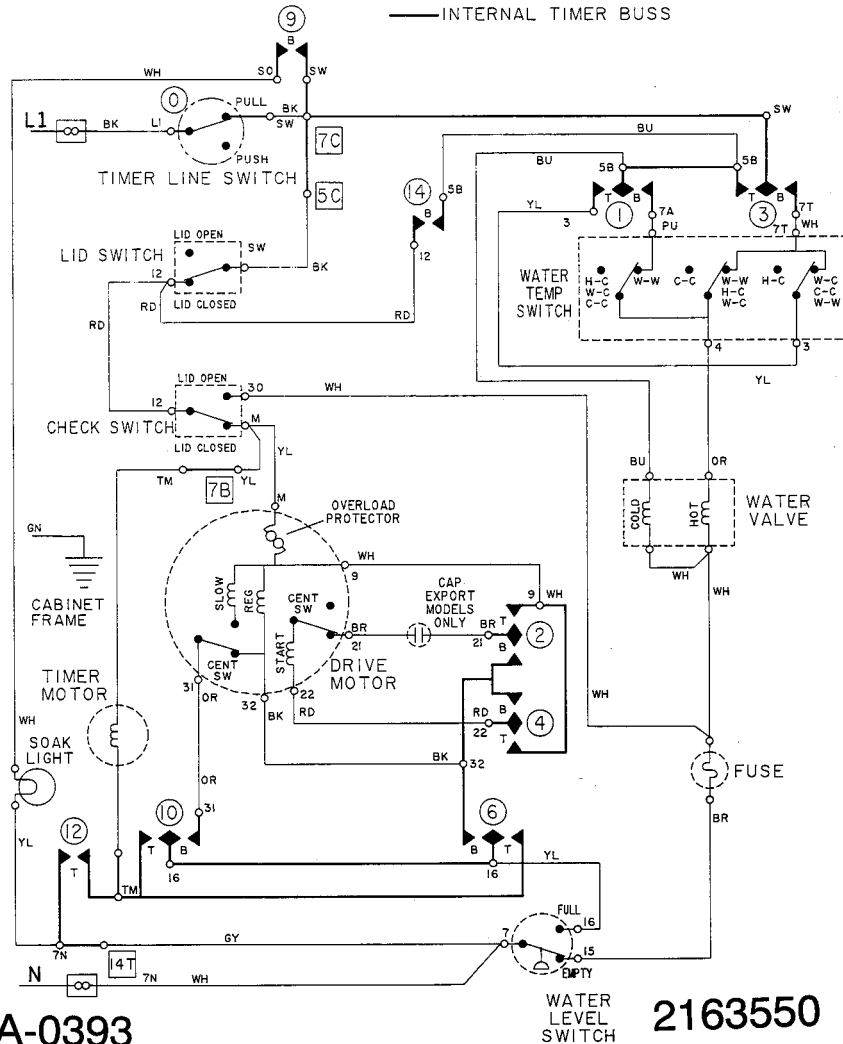 INTERNAL TIMER BUSS
9
B
SO
SW
WH
0
PULL
BK
SW
SW
L1
BK
L1
7C
BU
PUSH
TIMER LINE SWITCH
BU
5B
5B
5C
14
B
5B
T
B
T
B
YL
3
1
7A
3
7T
PU
7T
WH
LID OPEN
LID SWITCH
SW
12
12
BK
LID CLOSED
WATER
TEMP
SWITCH
H-C
W-C
C-C
W-W
C-C
W-W
H-C
W-C
H-C
W-C
C-C
W-W
RD
RD
4
3
YL
LID OPEN
30
WH
12
CHECK SWITCH
M
LID CLOSED
YL
TM
YL
7B
M
BU
OR
OVERLOAD
PROTECTOR
COLD
HOT
WATER
VALVE
GN
WH
WH
WH
9
CABINET
FRAME
SLOW
REG
CENT
SW
CAP
EXPORT
MODELS
ONLY
9
WH
T
BR
21
BR
21
2
B
START
CENT
SW
DRIVE
MOTOR
TIMER
MOTOR
31
OR
32
BK
22
RD
RD
22
B
4
T
WH
WH
SOAK
LIGHT
BK
32
FUSE
OR
31
BR
YL
12
T
10
T
B
16
6
B
T
16
YL
TM
FULL
16
7
15
EMPTY
7N
14T
GY
N
7N
WH
WATER
LEVEL
SWITCH
A-0393
2163550